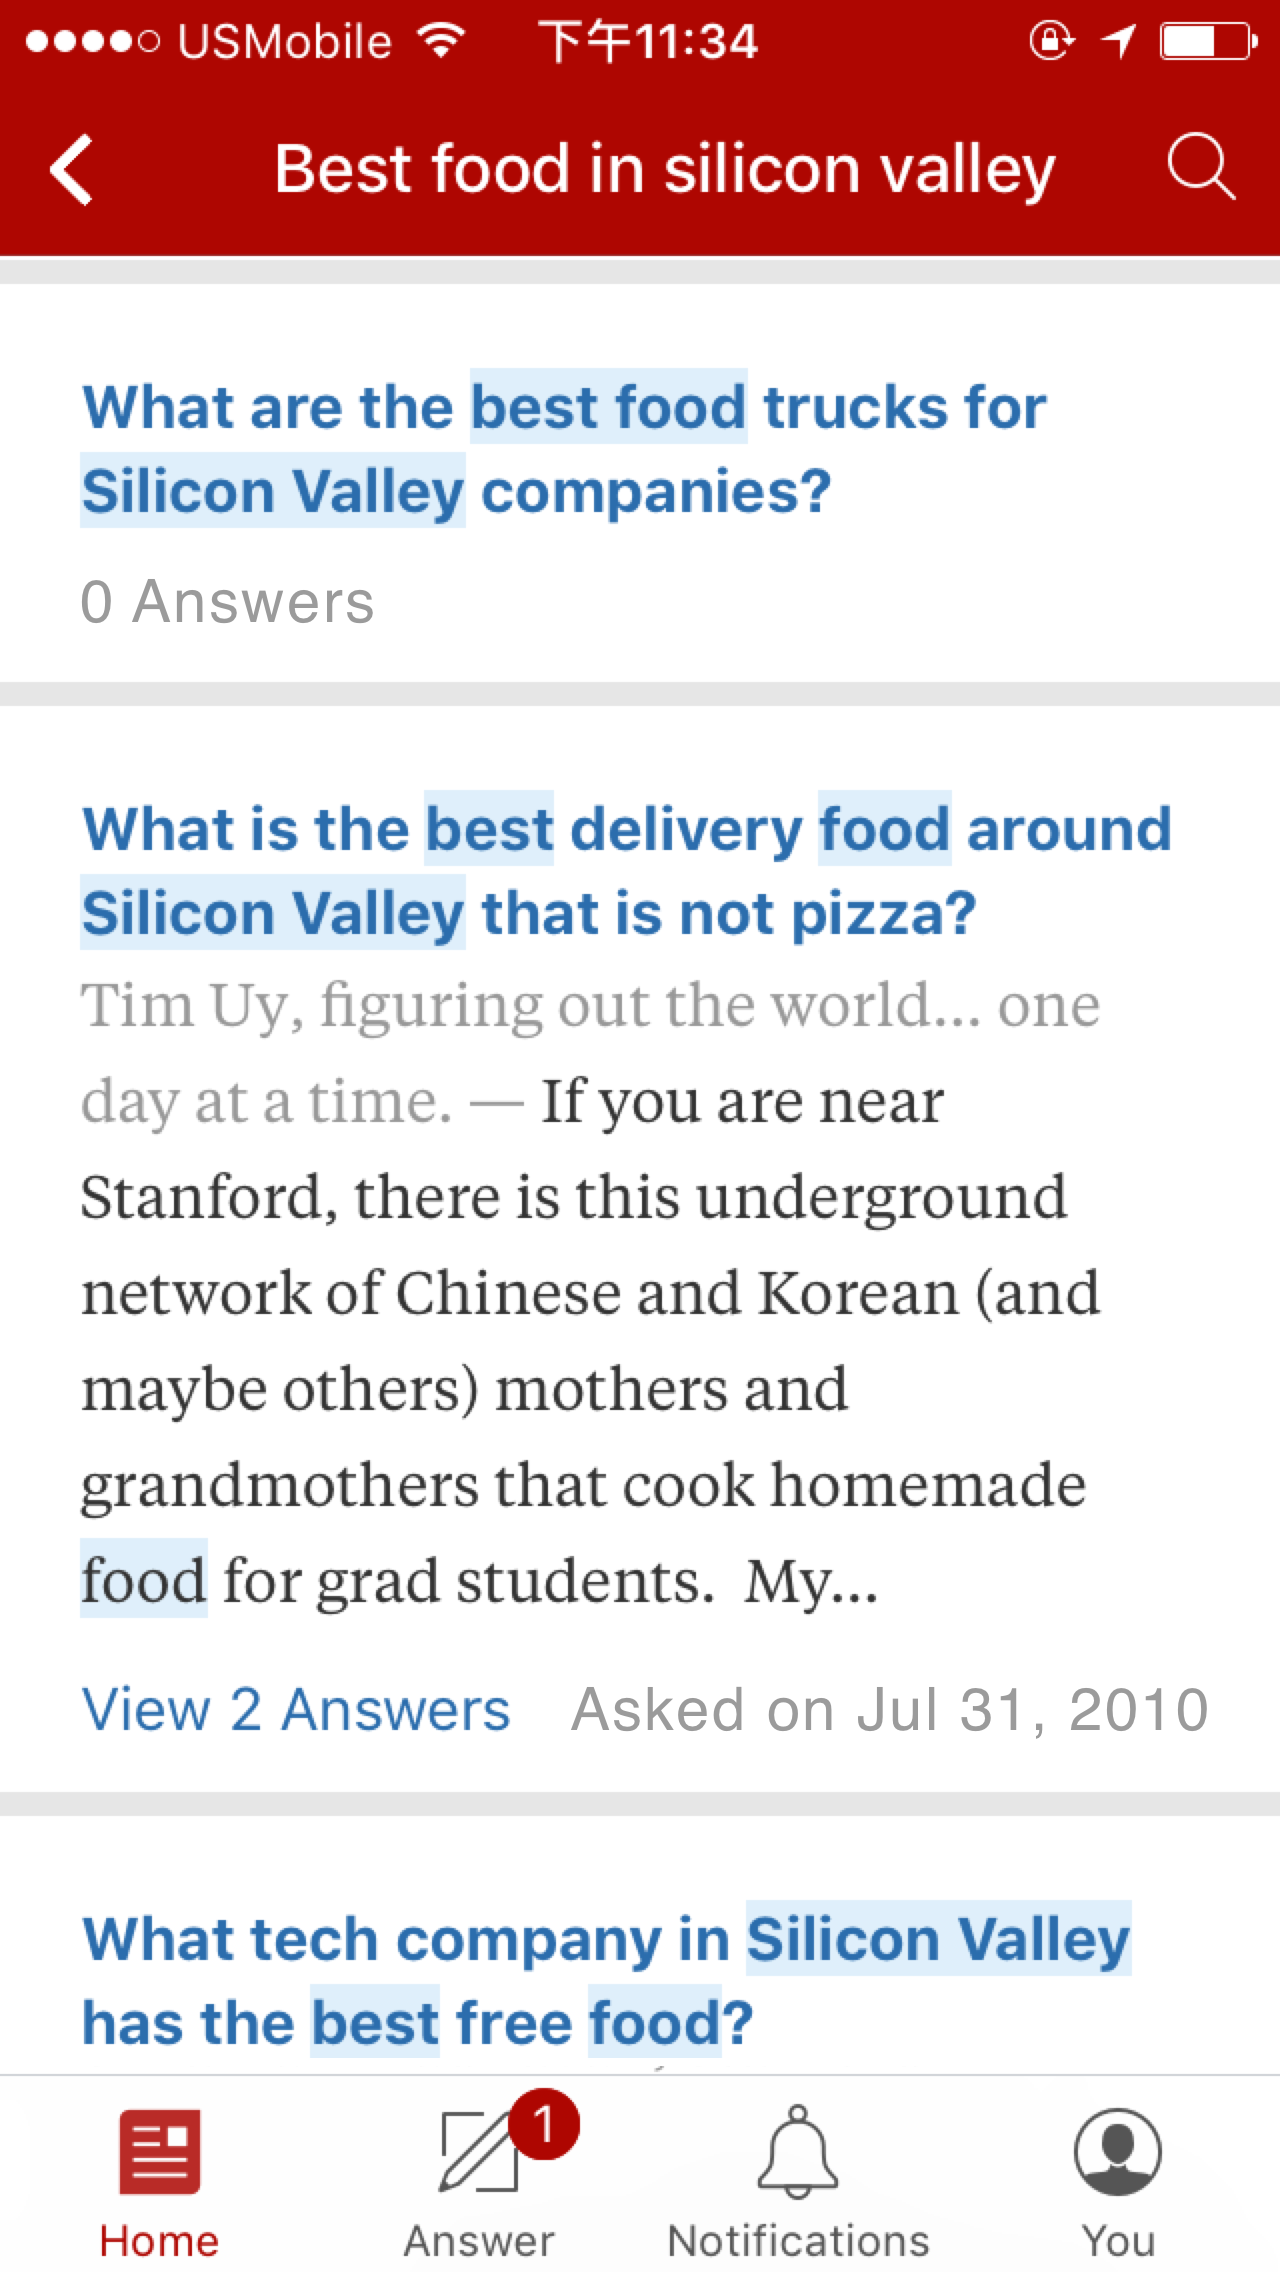 USMobile 下午11:34
Best food in silicon valley
What are the best food trucks for
Silicon Valley companies?
0 Answers
What is the best delivery food around
Silicon Valley that is not pizza?
Tim Uy, figuring out the world... one
day at a time. — If you are near
Stanford, there is this underground
network of Chinese and Korean (and
maybe others) mothers and
grandmothers that cook homemade
food for grad students.  My...
View 2 Answers Asked on Jul 31, 2010
What tech company in Silicon Valley
has the best free food?
1
Home Answer Notifications You